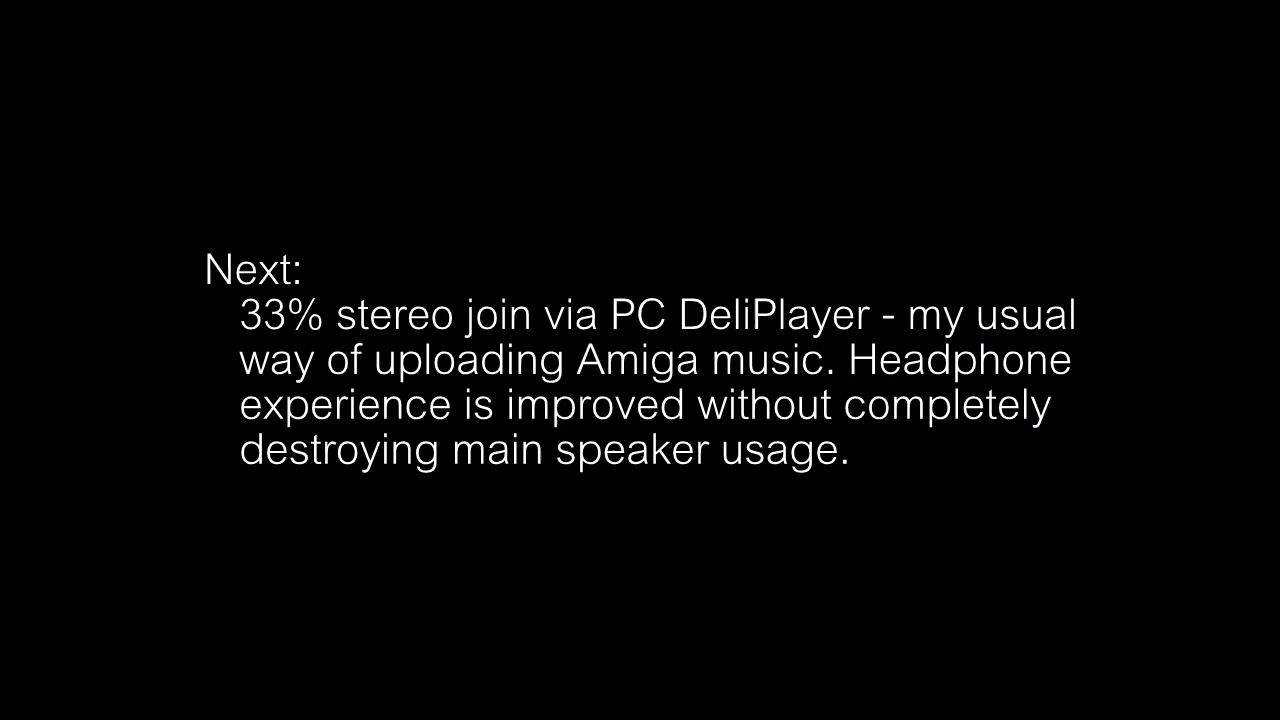 Next:
33% stereo join via PC DeliPlayer - my usual
way of uploading Amiga music. Headphone
experience is improved without completely
destroying main speaker usage.